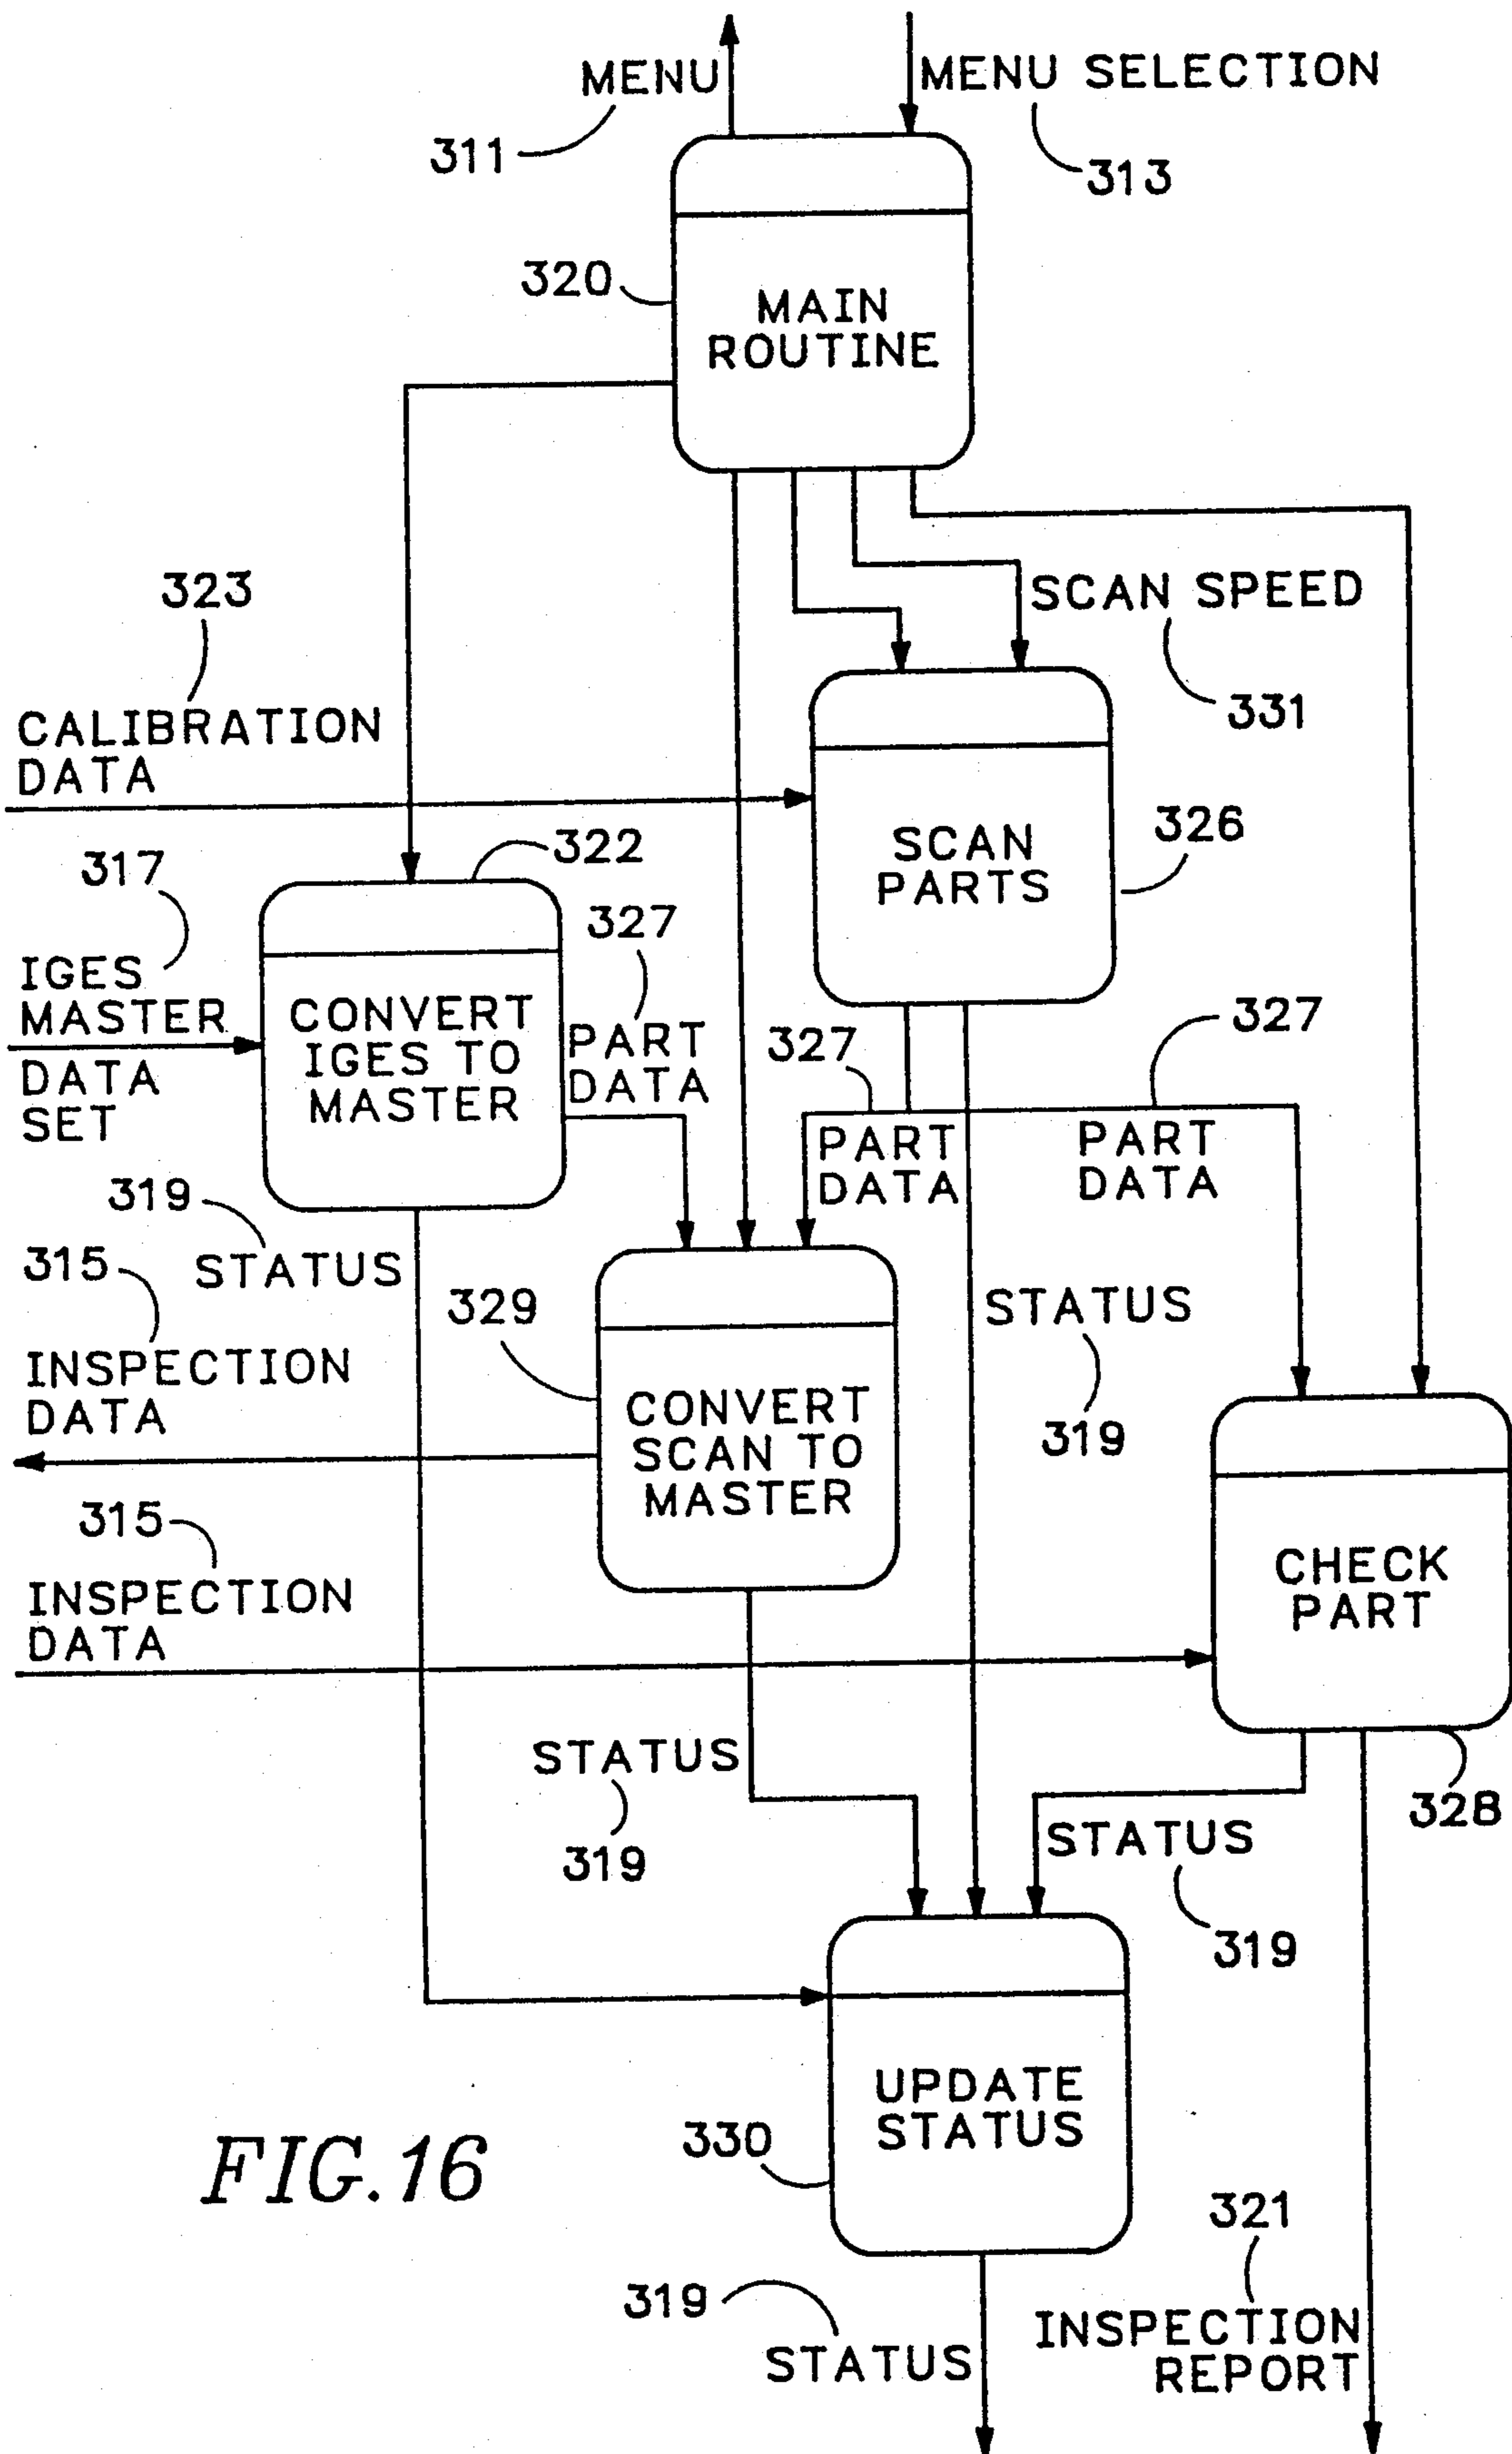 MENU
MENU SELECTION
311
313
320
MAIN
ROUTINE
323
SCAN SPEED
331
CALIBRATION
DATA
322
326
SCAN
PARTS
317
327
IGES
MASTER
DATA
SET
CONVERT
IGES TO
MASTER
PART
DATA
327
327
PART
DATA
PART
DATA
319
STATUS
315
329
STATUS
319
INSPECTION
DATA
CONVERT
SCAN TO
MASTER
315
INSPECTION
DATA
CHECK
PART
STATUS
319
328
STATUS
319
UPDATE
STATUS
330
FIG. 16
321
319
STATUS
INSPECTION
REPORT